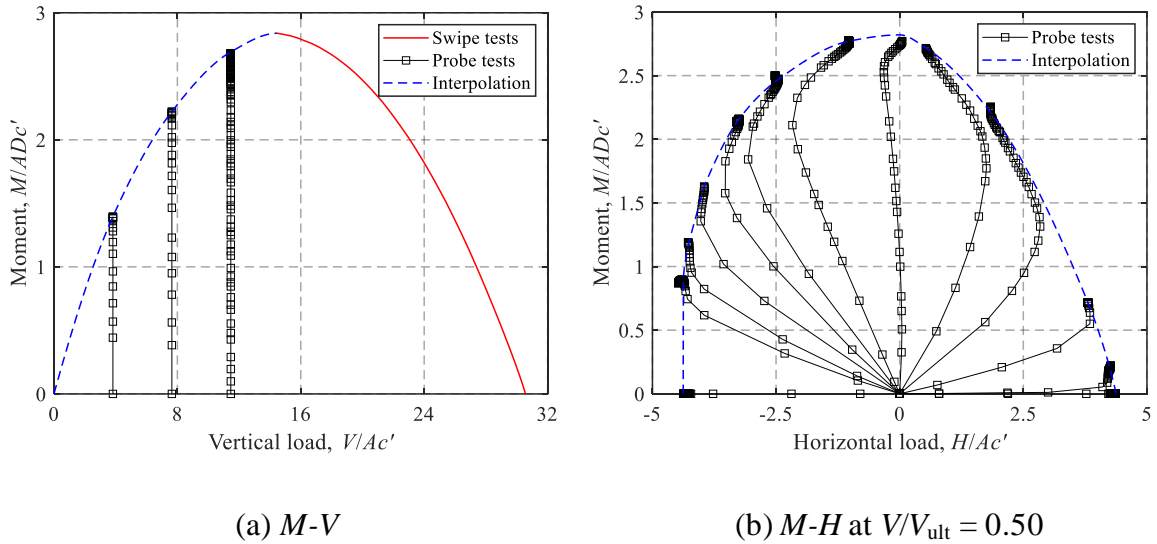 3
2
1
0
Moment, M/ADc′
Swipe tests
Probe tests
Interpolation
0 8 16 24 32
Vertical load, V/Ac′
(a) M-V
3
2.5
2
1.5
1
0.5
0
Moment, M/ADc′
Probe tests
Interpolation
-5 -2.5 0 2.5 5
Horizontal load, H/Ac′
(b) M-H at V/Vult = 0.50